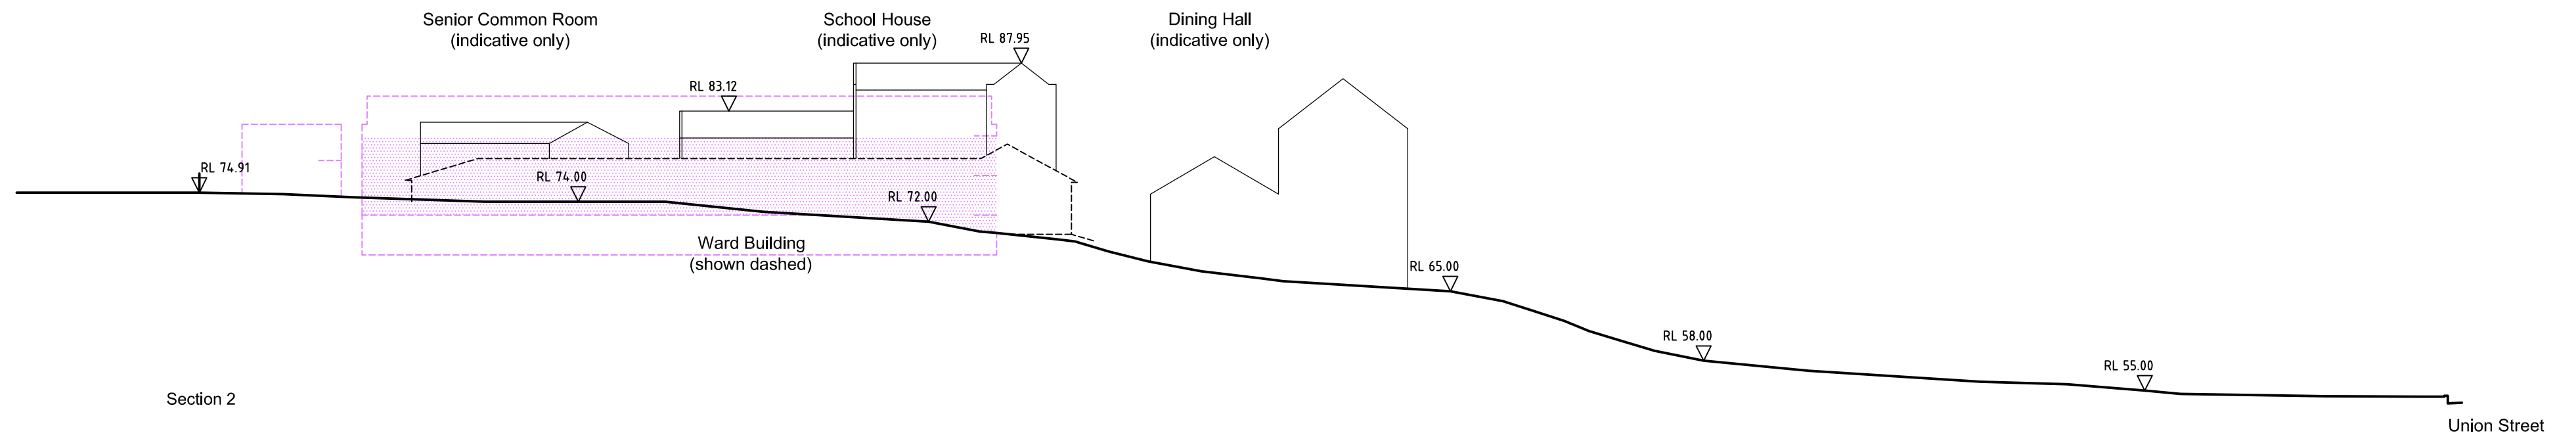 Senior Common Room
(indicative only)
School House
(indicative only)
Dining Hall
(indicative only)
RL 87.95
RL 83.12
RL 74.91
RL 74.00
RL 72.00
Ward Building
(shown dashed)
RL 65.00
RL 58.00
RL 55.00
Section 2
Union Street